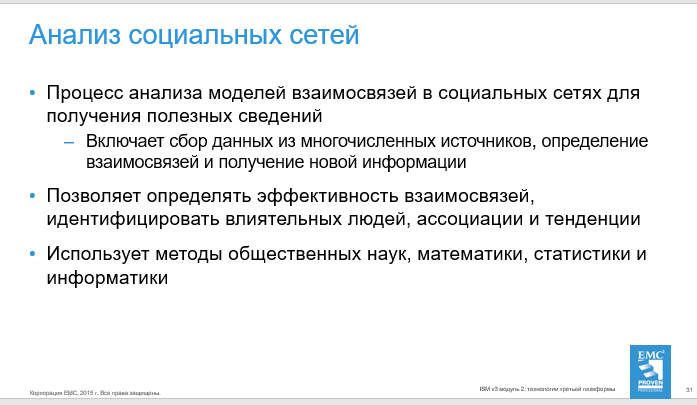 Анализ социальных сетей
• Процесс анализа моделей взаимосвязей в социальных сетях для
получения полезных сведений
– Включает сбор данных из многочисленных источников, определение
взаимосвязей и получение новой информации
• Позволяет определять эффективность взаимосвязей,
идентифицировать влиятельных людей, ассоциации и тенденции
• Использует методы общественных наук, математики, статистики и
информатики
EMC²
PROVEN
PROFESSIONAL
Корпорация EMC, 2015 г. Все права защищены.
ISM v3 модуль 2: технологии третьей платформы
31